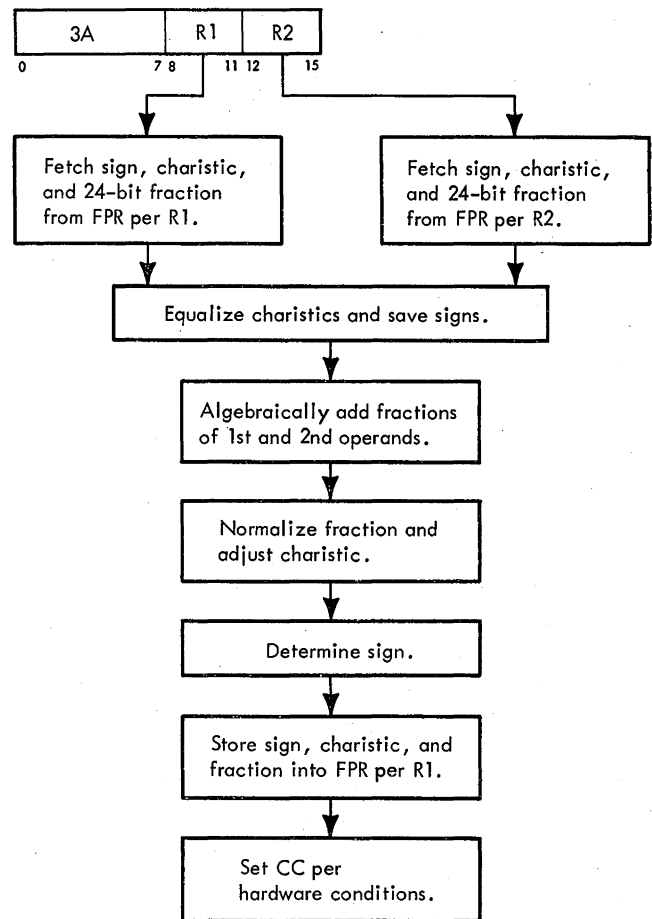 3A R1 R2
0 7 8 11 12 15
Fetch sign, charistic,
and 24-bit fraction
from FPR per R1.
Fetch sign, charistic,
and 24-bit fraction
from FPR per R2.
Equalize charistics and save signs.
Algebraically add fractions
of 1st and 2nd operands.
Normalize fraction and
adjust charistic.
Determine sign.
Store sign, charistic, and
fraction into FPR per R1.
Set CC per
hardware conditions.